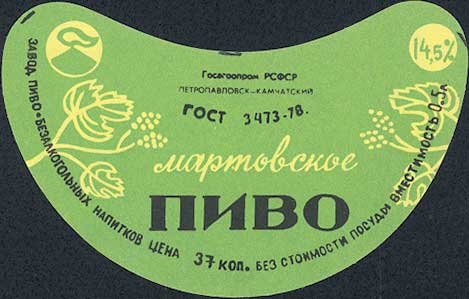 14,5%
Госагропром РСФСР
ПЕТРОПАВЛОВСК-КАМЧАТСКИЙ
ГОСТ 3473-78.
мартовское
ПИВО
ЗАВОД ПИВО-БЕЗАЛКОГОЛЬНЫХ НАПИТКОВ ЦЕНА 37 КОП. БЕЗ СТОИМОСТИ ПОСУДЫ ВМЕСТИМОСТЬ 0,5л